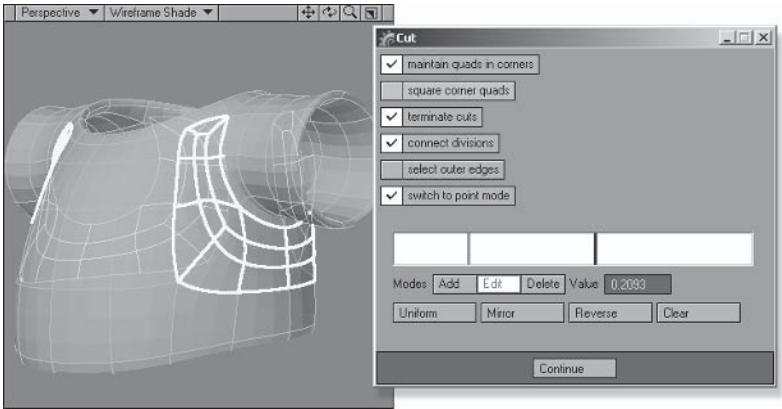 Perspective Wireframe Shade
Cut
maintain quads in corners
square corner quads
terminate cuts
connect divisions
select outer edges
switch to point mode
Modes Add Edit Delete Value 0.2093
Uniform Mirror Reverse Clear
Continue